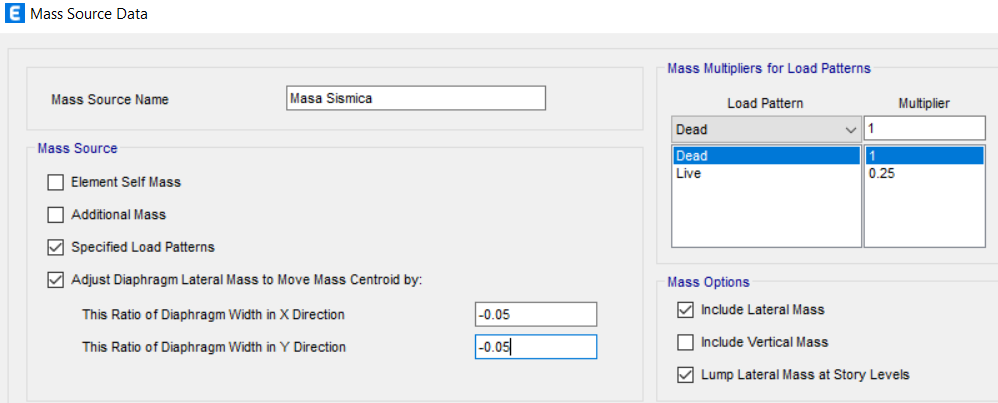 E Mass Source Data
Mass Source Name Masa Sismica
Mass Source
Element Self Mass
Additional Mass
Specified Load Patterns
Adjust Diaphragm Lateral Mass to Move Mass Centroid by:
This Ratio of Diaphragm Width in X Direction -0.05
This Ratio of Diaphragm Width in Y Direction -0.05
Mass Multipliers for Load Patterns
Load Pattern Multiplier
Dead 1
Dead 1
Live 0.25
Mass Options
Include Lateral Mass
Include Vertical Mass
Lump Lateral Mass at Story Levels